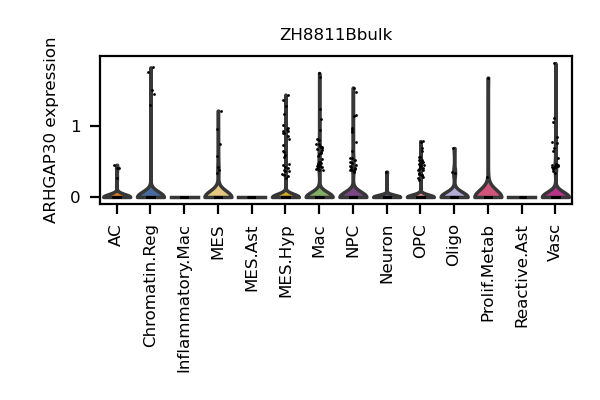 ZH8811Bbulk
ARHGAP30 expression
1
0
AC
Chromatin.Reg
Inflammatory.Mac
MES
MES.Ast
MES.Hyp
Mac
NPC
Neuron
OPC
Oligo
Prolif.Metab
Reactive.Ast
Vasc